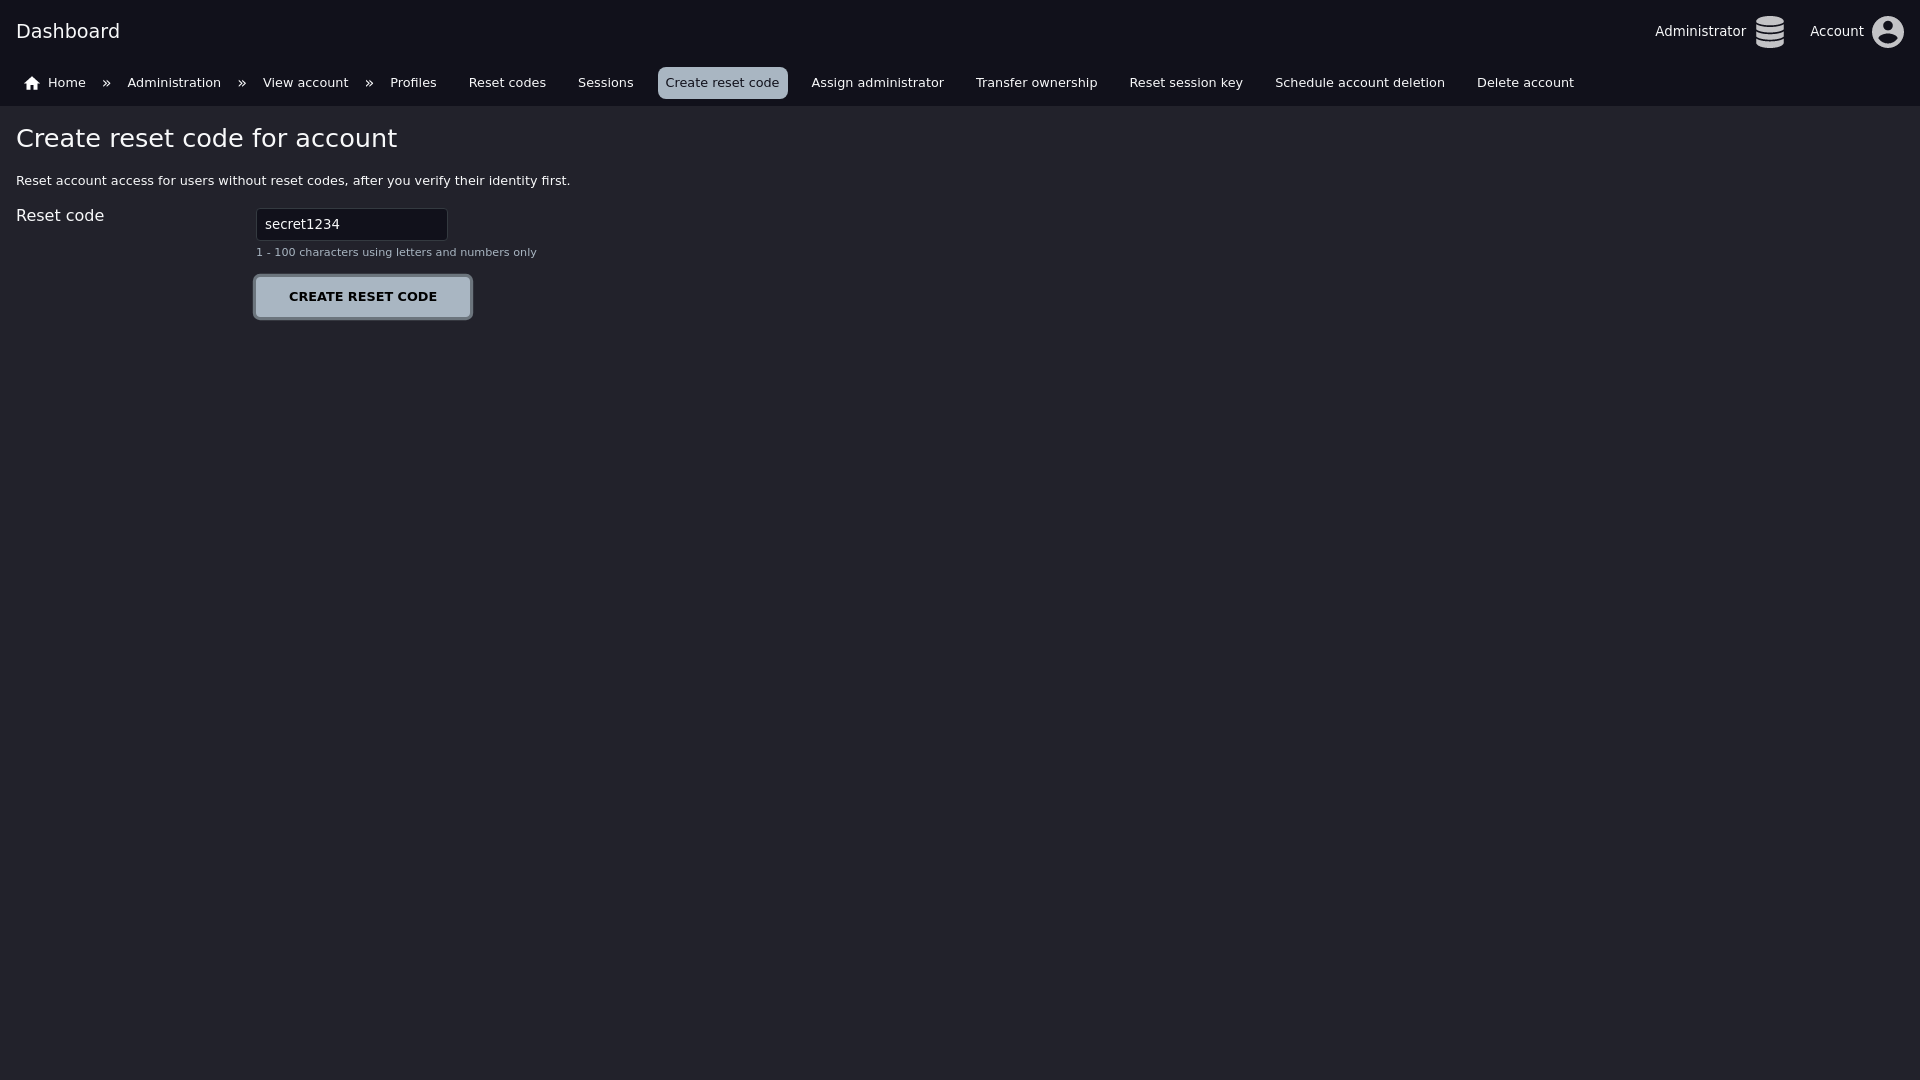 Dashboard
Administrator
Account
Home » Administration » View account » Profiles Reset codes Sessions Create reset code Assign administrator Transfer ownership Reset session key Schedule account deletion Delete account
Create reset code for account
Reset account access for users without reset codes, after you verify their identity first.
Reset code
secret1234
1 - 100 characters using letters and numbers only
CREATE RESET CODE